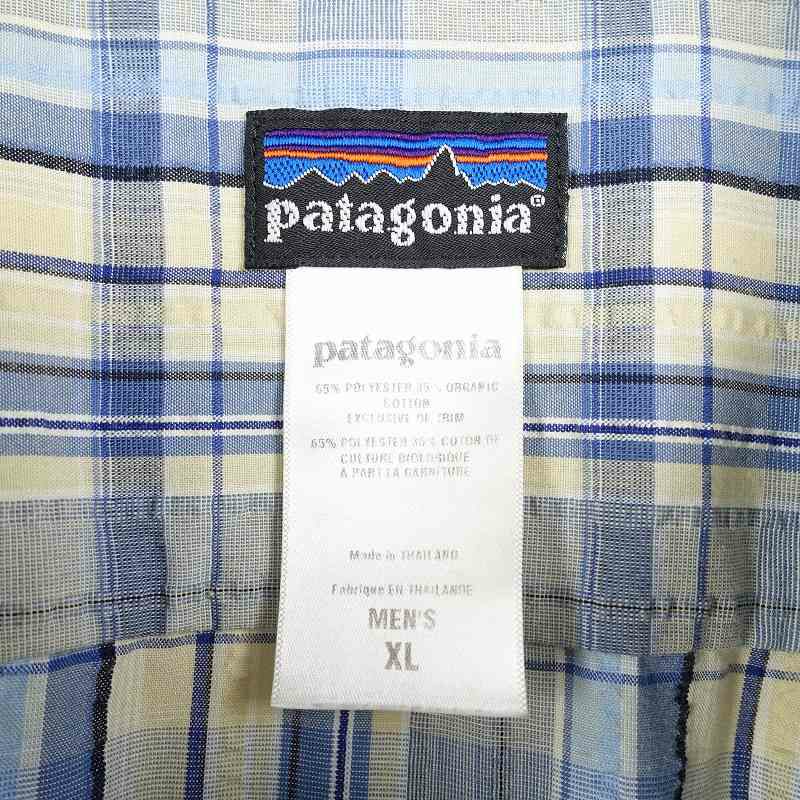 patagonia®
patagonia
65% POLYESTER 35% ORGANIC
COTTON
EXCLUSIVE OF TRIM
65% POLYESTER 35% COTON DE
CULTURE BIOLOGIQUE
À PART LA GARNITURE
Made in THAILAND
Fabriqué EN THAILANDE
MEN'S
XL